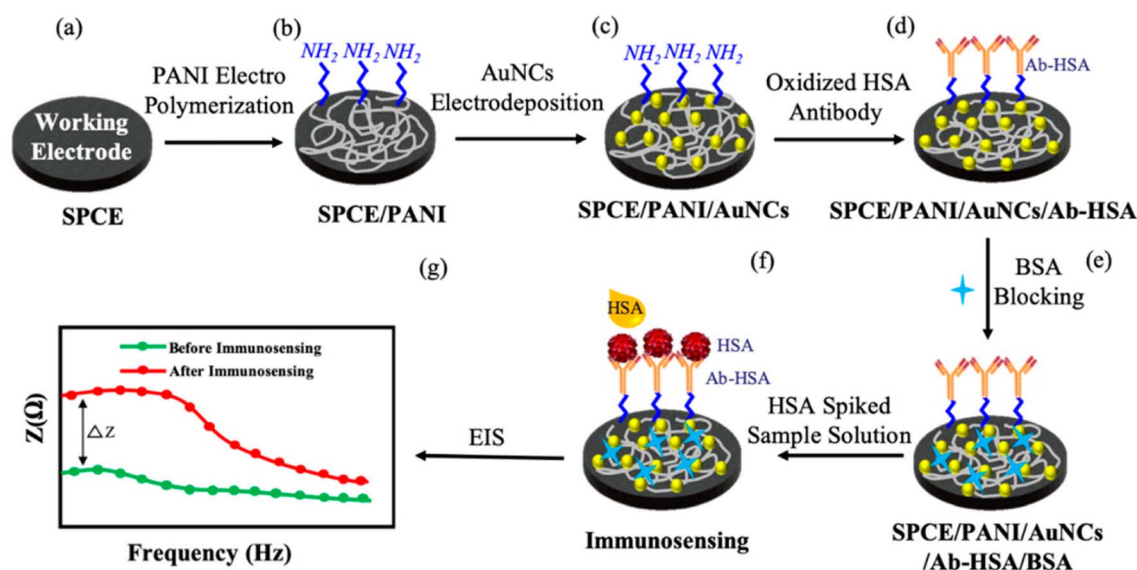 (a)
(b)
(c)
(d)
NH2 NH2 NH2
NH2 NH2 NH2
PANI Electro
Polymerization
AuNCs
Electrodeposition
Oxidized HSA
Antibody
Ab-HSA
Working
Electrode
SPCE
SPCE/PANI
SPCE/PANI/AuNCs
SPCE/PANI/AuNCs/Ab-HSA
(g)
(f)
(e)
BSA
Blocking
HSA
HSA
Ab-HSA
Before Immunosensing
After Immunosensing
Z(Ω)
△Z
EIS
HSA Spiked
Sample Solution
Frequency (Hz)
Immunosensing
SPCE/PANI/AuNCs
/Ab-HSA/BSA